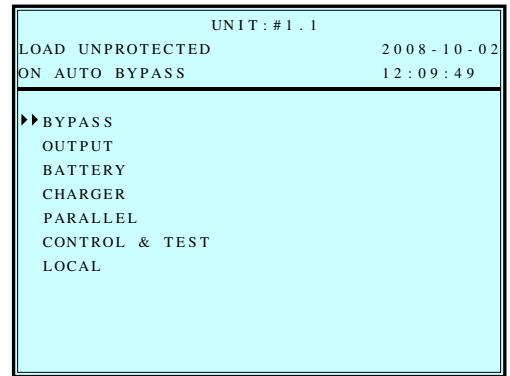 UNIT:#1.1
LOAD UNPROTECTED 2008-10-02
ON AUTO BYPASS 12:09:49
BYPASS
OUTPUT
BATTERY
CHARGER
PARALLEL
CONTROL & TEST
LOCAL